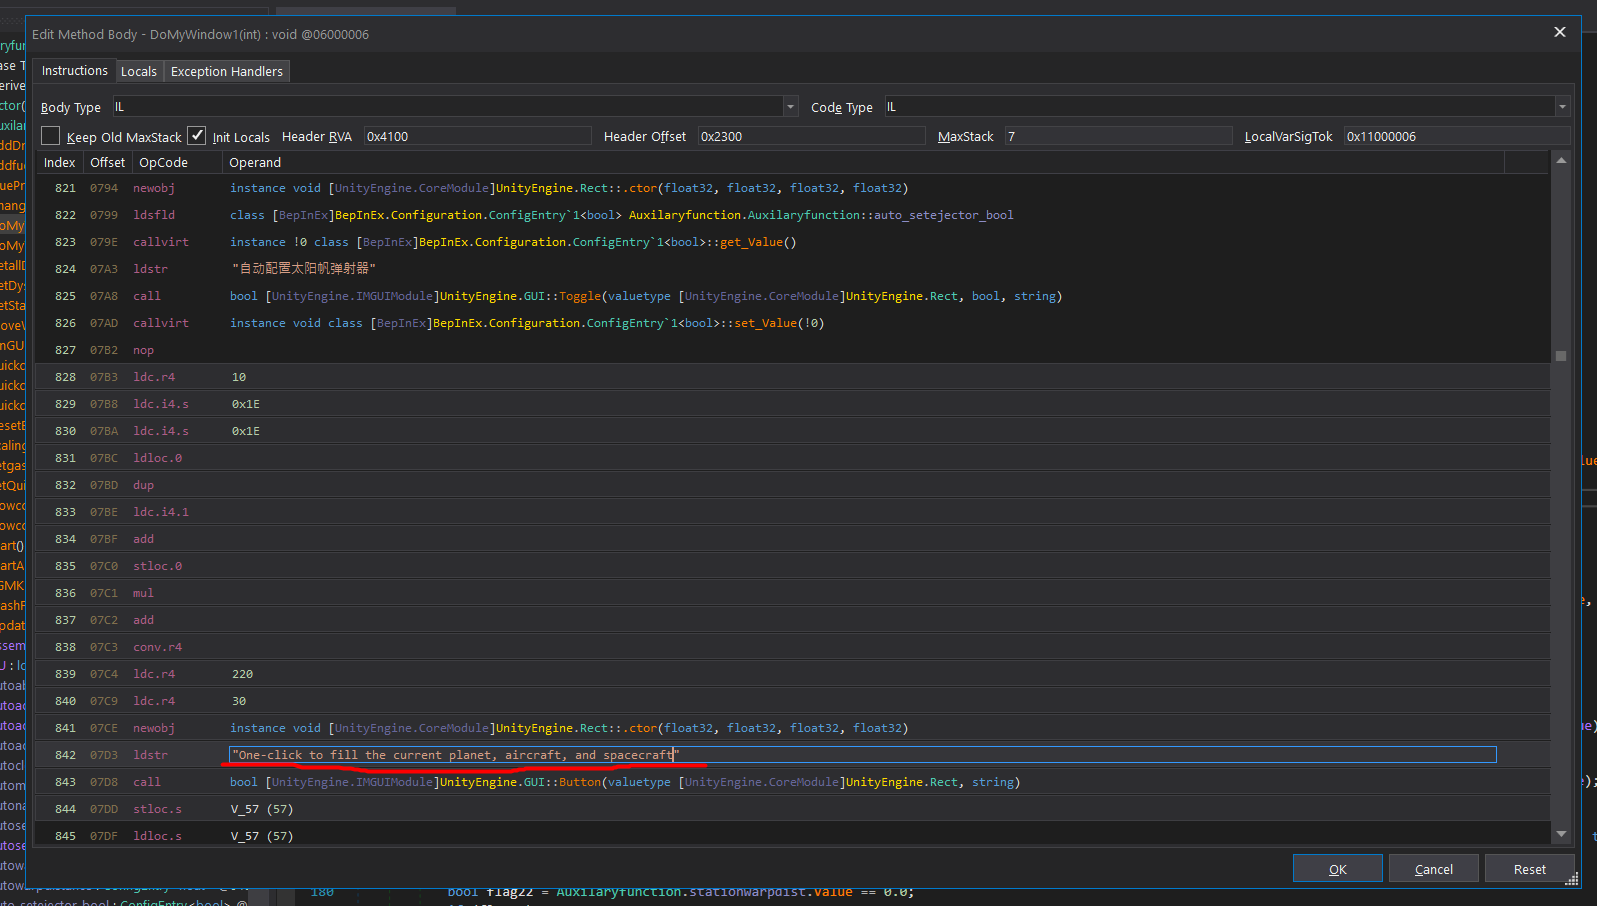 Edit Method Body - DoMyWindow1(int) : void @06000006
Instructions Locals Exception Handlers
Body Type IL Code Type IL
Keep Old MaxStack Init Locals Header RVA 0x4100 Header Offset 0x2300 MaxStack 7 LocalVarSigTok 0x11000006
Index Offset OpCode Operand
821 0794 newobj instance void [UnityEngine.CoreModule]UnityEngine.Rect::.ctor(float32, float32, float32, float32)
822 0799 ldsfld class [BepInEx]BepInEx.Configuration.ConfigEntry`1<bool> Auxilaryfunction.Auxilaryfunction::auto_setejector_bool
823 079E callvirt instance !0 class [BepInEx]BepInEx.Configuration.ConfigEntry`1<bool>::get_Value()
824 07A3 ldstr "自动配置太阳帆弹射器"
825 07A8 call bool [UnityEngine.IMGUIModule]UnityEngine.GUI::Toggle(valuetype [UnityEngine.CoreModule]UnityEngine.Rect, bool, string)
826 07AD callvirt instance void class [BepInEx]BepInEx.Configuration.ConfigEntry`1<bool>::set_Value(!0)
827 07B2 nop
828 07B3 ldc.r4 10
829 07B8 ldc.i4.s 0x1E
830 07BA ldc.i4.s 0x1E
831 07BC ldloc.0
832 07BD dup
833 07BE ldc.i4.1
834 07BF add
835 07C0 stloc.0
836 07C1 mul
837 07C2 add
838 07C3 conv.r4
839 07C4 ldc.r4 220
840 07C9 ldc.r4 30
841 07CE newobj instance void [UnityEngine.CoreModule]UnityEngine.Rect::.ctor(float32, float32, float32, float32)
842 07D3 ldstr "One-click to fill the current planet, aircraft, and spacecraft"
843 07D8 call bool [UnityEngine.IMGUIModule]UnityEngine.GUI::Button(valuetype [UnityEngine.CoreModule]UnityEngine.Rect, string)
844 07DD stloc.s V_57 (57)
845 07DF ldloc.s V_57 (57)
OK Cancel Reset
180 bool flag22 = Auxilaryfunction.stationwarpdist.Value == 0.0;